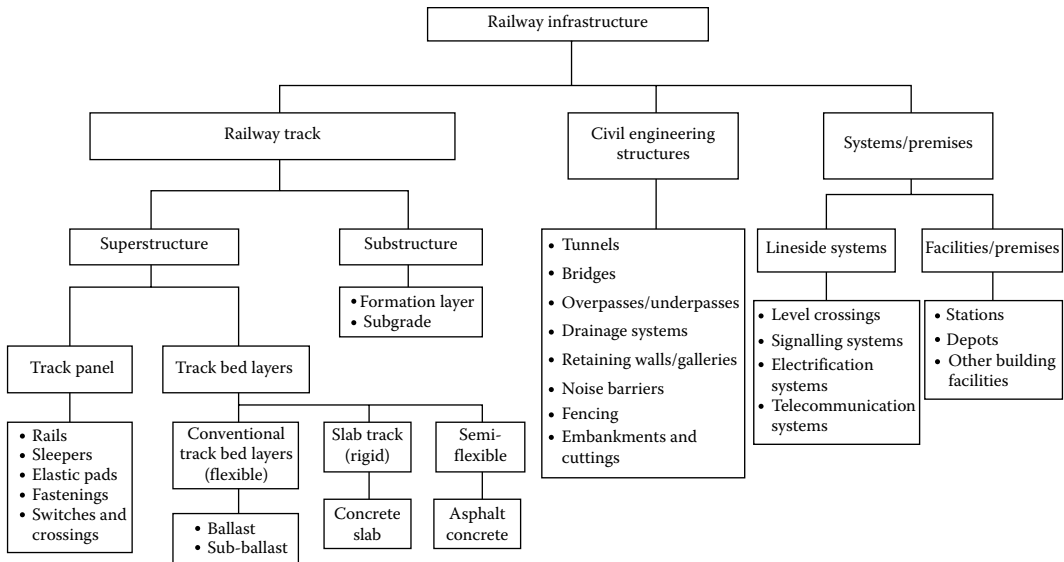 Railway infrastructure
Railway track
Civil engineering
structures
Systems/premises
Superstructure
Substructure
• Tunnels
• Bridges
• Overpasses/underpasses
• Drainage systems
• Retaining walls/galleries
• Noise barriers
• Fencing
• Embankments and
cuttings
Lineside systems
Facilities/premises
• Formation layer
• Subgrade
• Level crossings
• Signalling systems
• Electrification
systems
• Telecommunication
systems
• Stations
• Depots
• Other building
facilities
Track panel
Track bed layers
• Rails
• Sleepers
• Elastic pads
• Fastenings
• Switches and
crossings
Conventional
track bed layers
(flexible)
Slab track
(rigid)
Semi-
flexible
• Ballast
• Sub-ballast
Concrete
slab
Asphalt
concrete